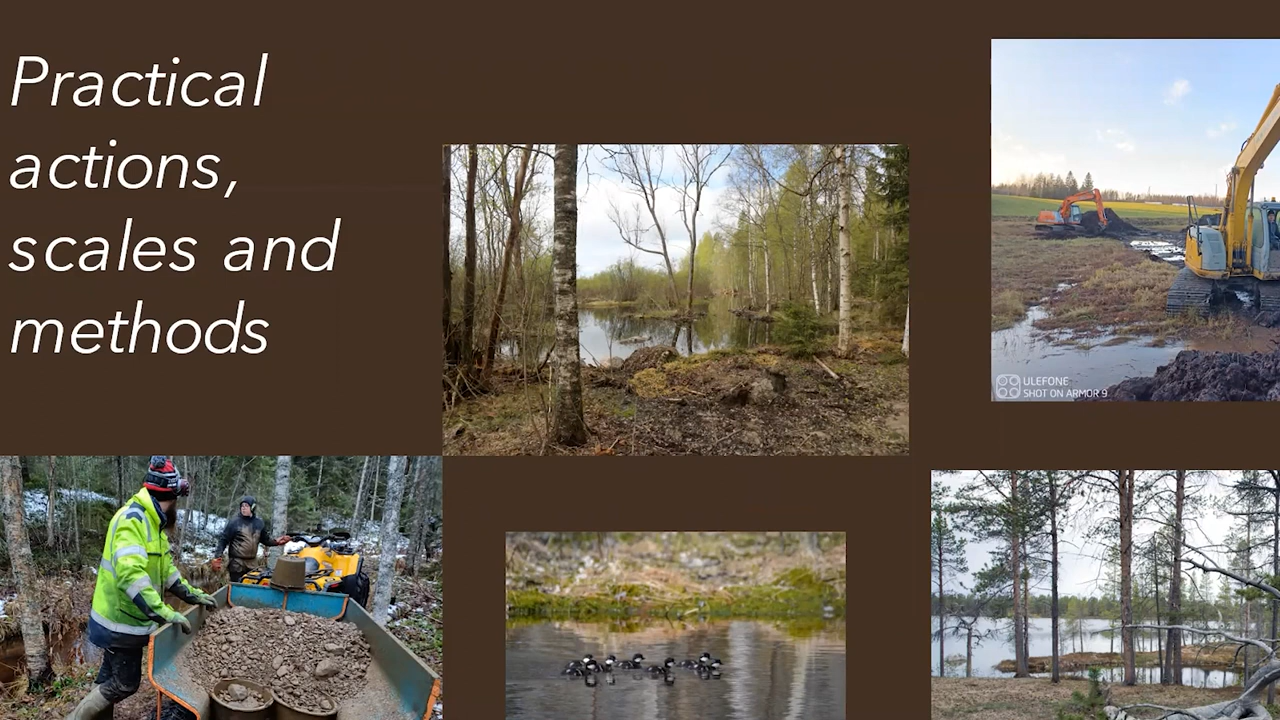 Practical
actions,
scales and
methods
ULEFONE
SHOT ON ARMOR 9